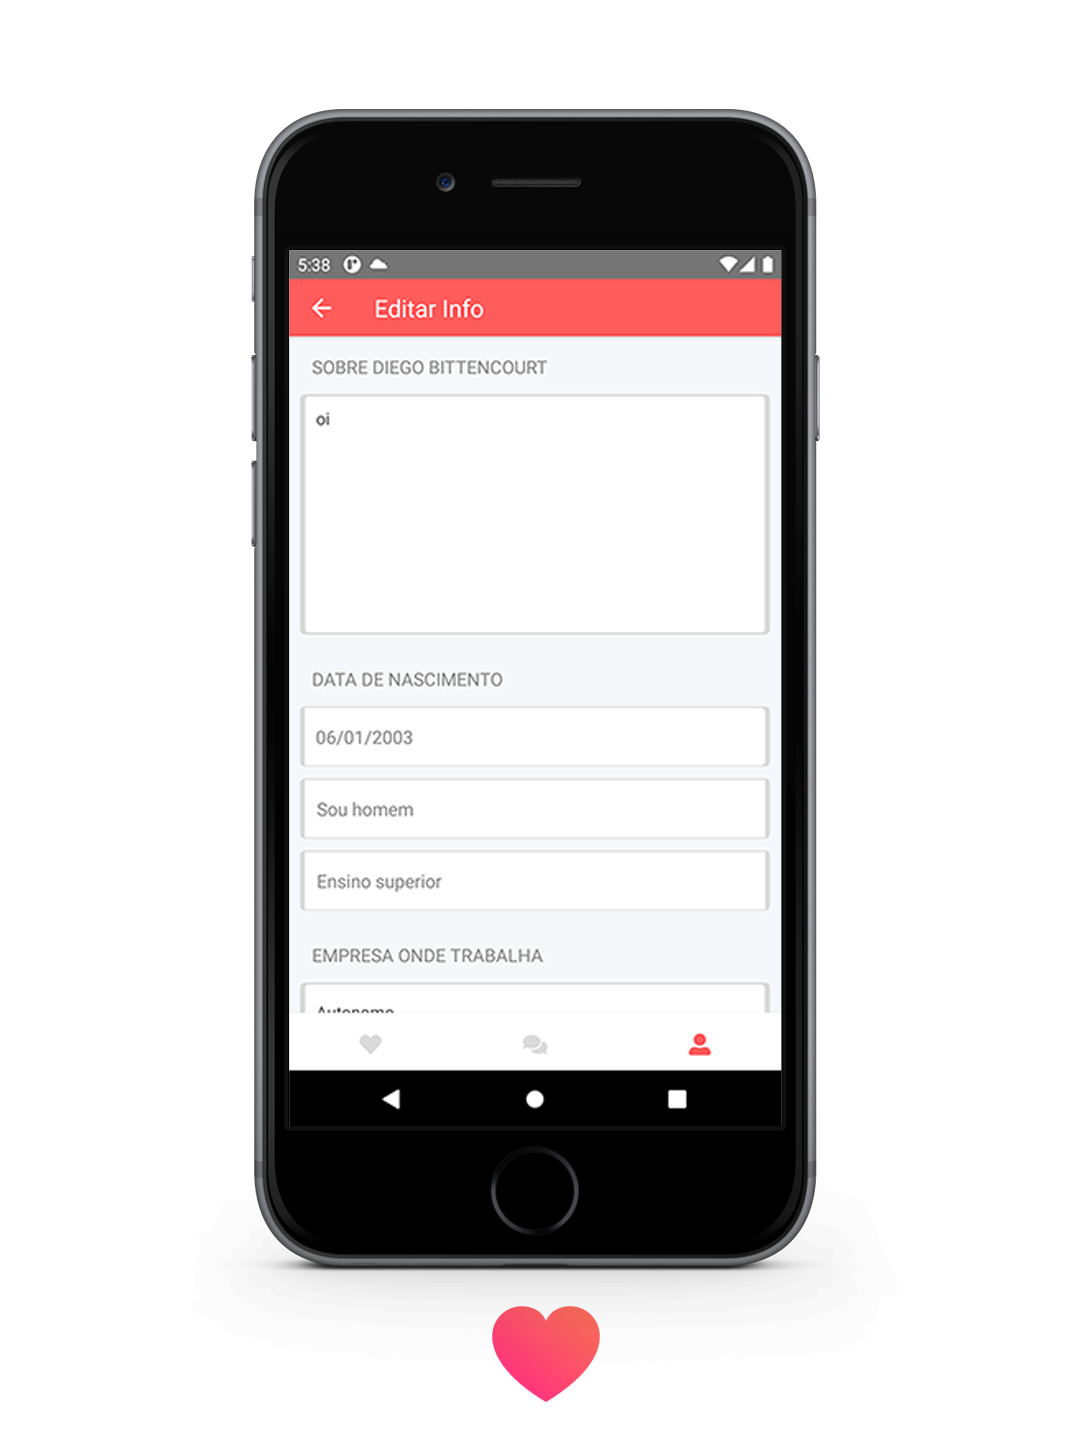 5:38
Editar Info
SOBRE DIEGO BITTENCOURT
oi
DATA DE NASCIMENTO
06/01/2003
Sou homem
Ensino superior
EMPRESA ONDE TRABALHA
Autonomo